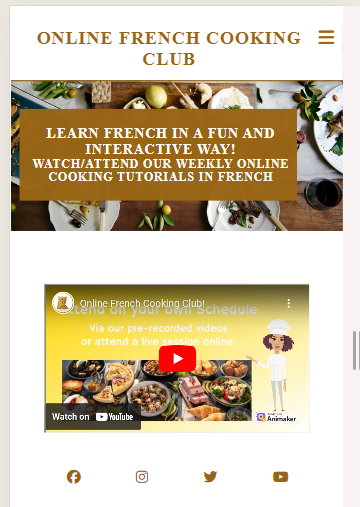 ONLINE FRENCH COOKING
CLUB
LEARN FRENCH IN A FUN AND
INTERACTIVE WAY!
WATCH/ATTEND OUR WEEKLY ONLINE
COOKING TUTORIALS IN FRENCH
Online French Cooking Club!
ttend on your own Schedule
Via our pre-recorded videos
or attend a live session online.
Watch on YouTube
Animaker